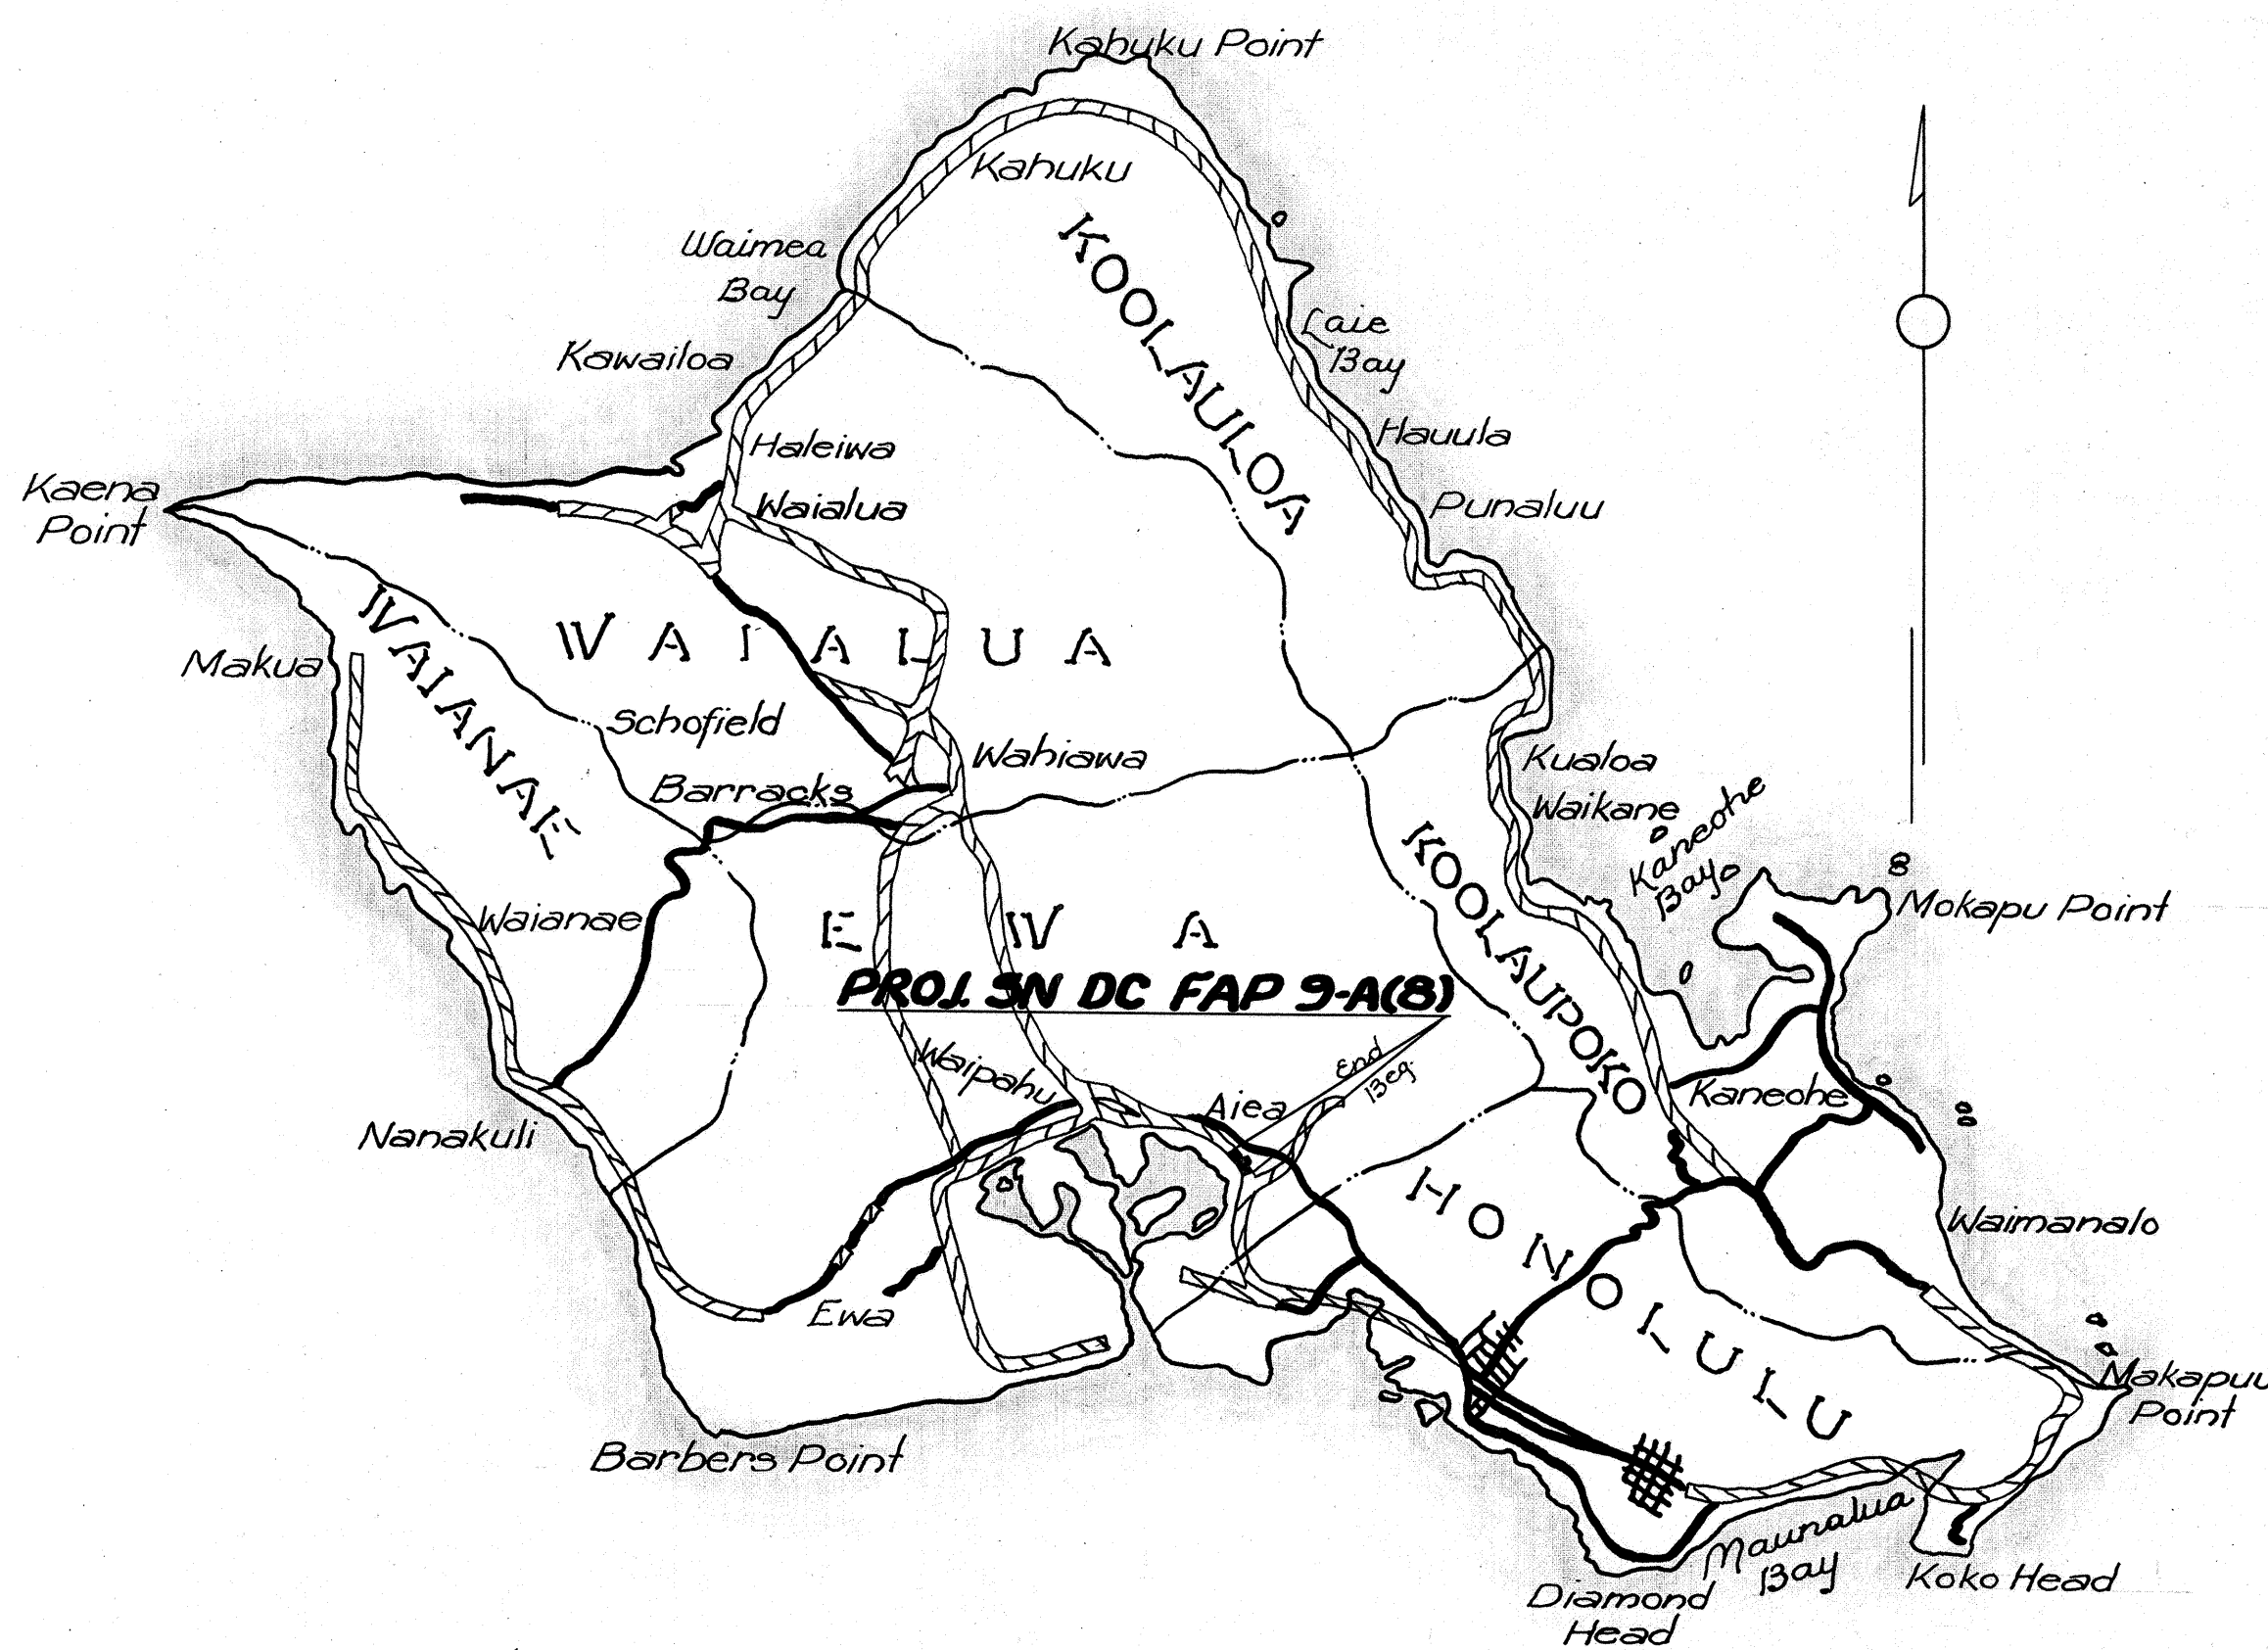 Kahuku Point
Kahuku
KOOLAULOA
Waimea
Bay
Laie
Bay
Kawailoa
Hauula
Haleiwa
Kaena
Point
Waialua
Punaluu
WAIANAE
WAIALUA
Makua
Schofield
Barracks
Wahiawa
Kualoa
Waikane
Kaneohe
Bay
KOOLAUPOKO
8
Mokapu Point
Waianae
EWA
PROJ. SN DC FAP 9-A(8)
End
Beg.
Waipahu
Aiea
Kaneohe
Nanakuli
HONOLULU
Waimanalo
Ewa
Makapuu
Point
Barbers Point
Maunalua
Bay
Koko Head
Diamond
Head